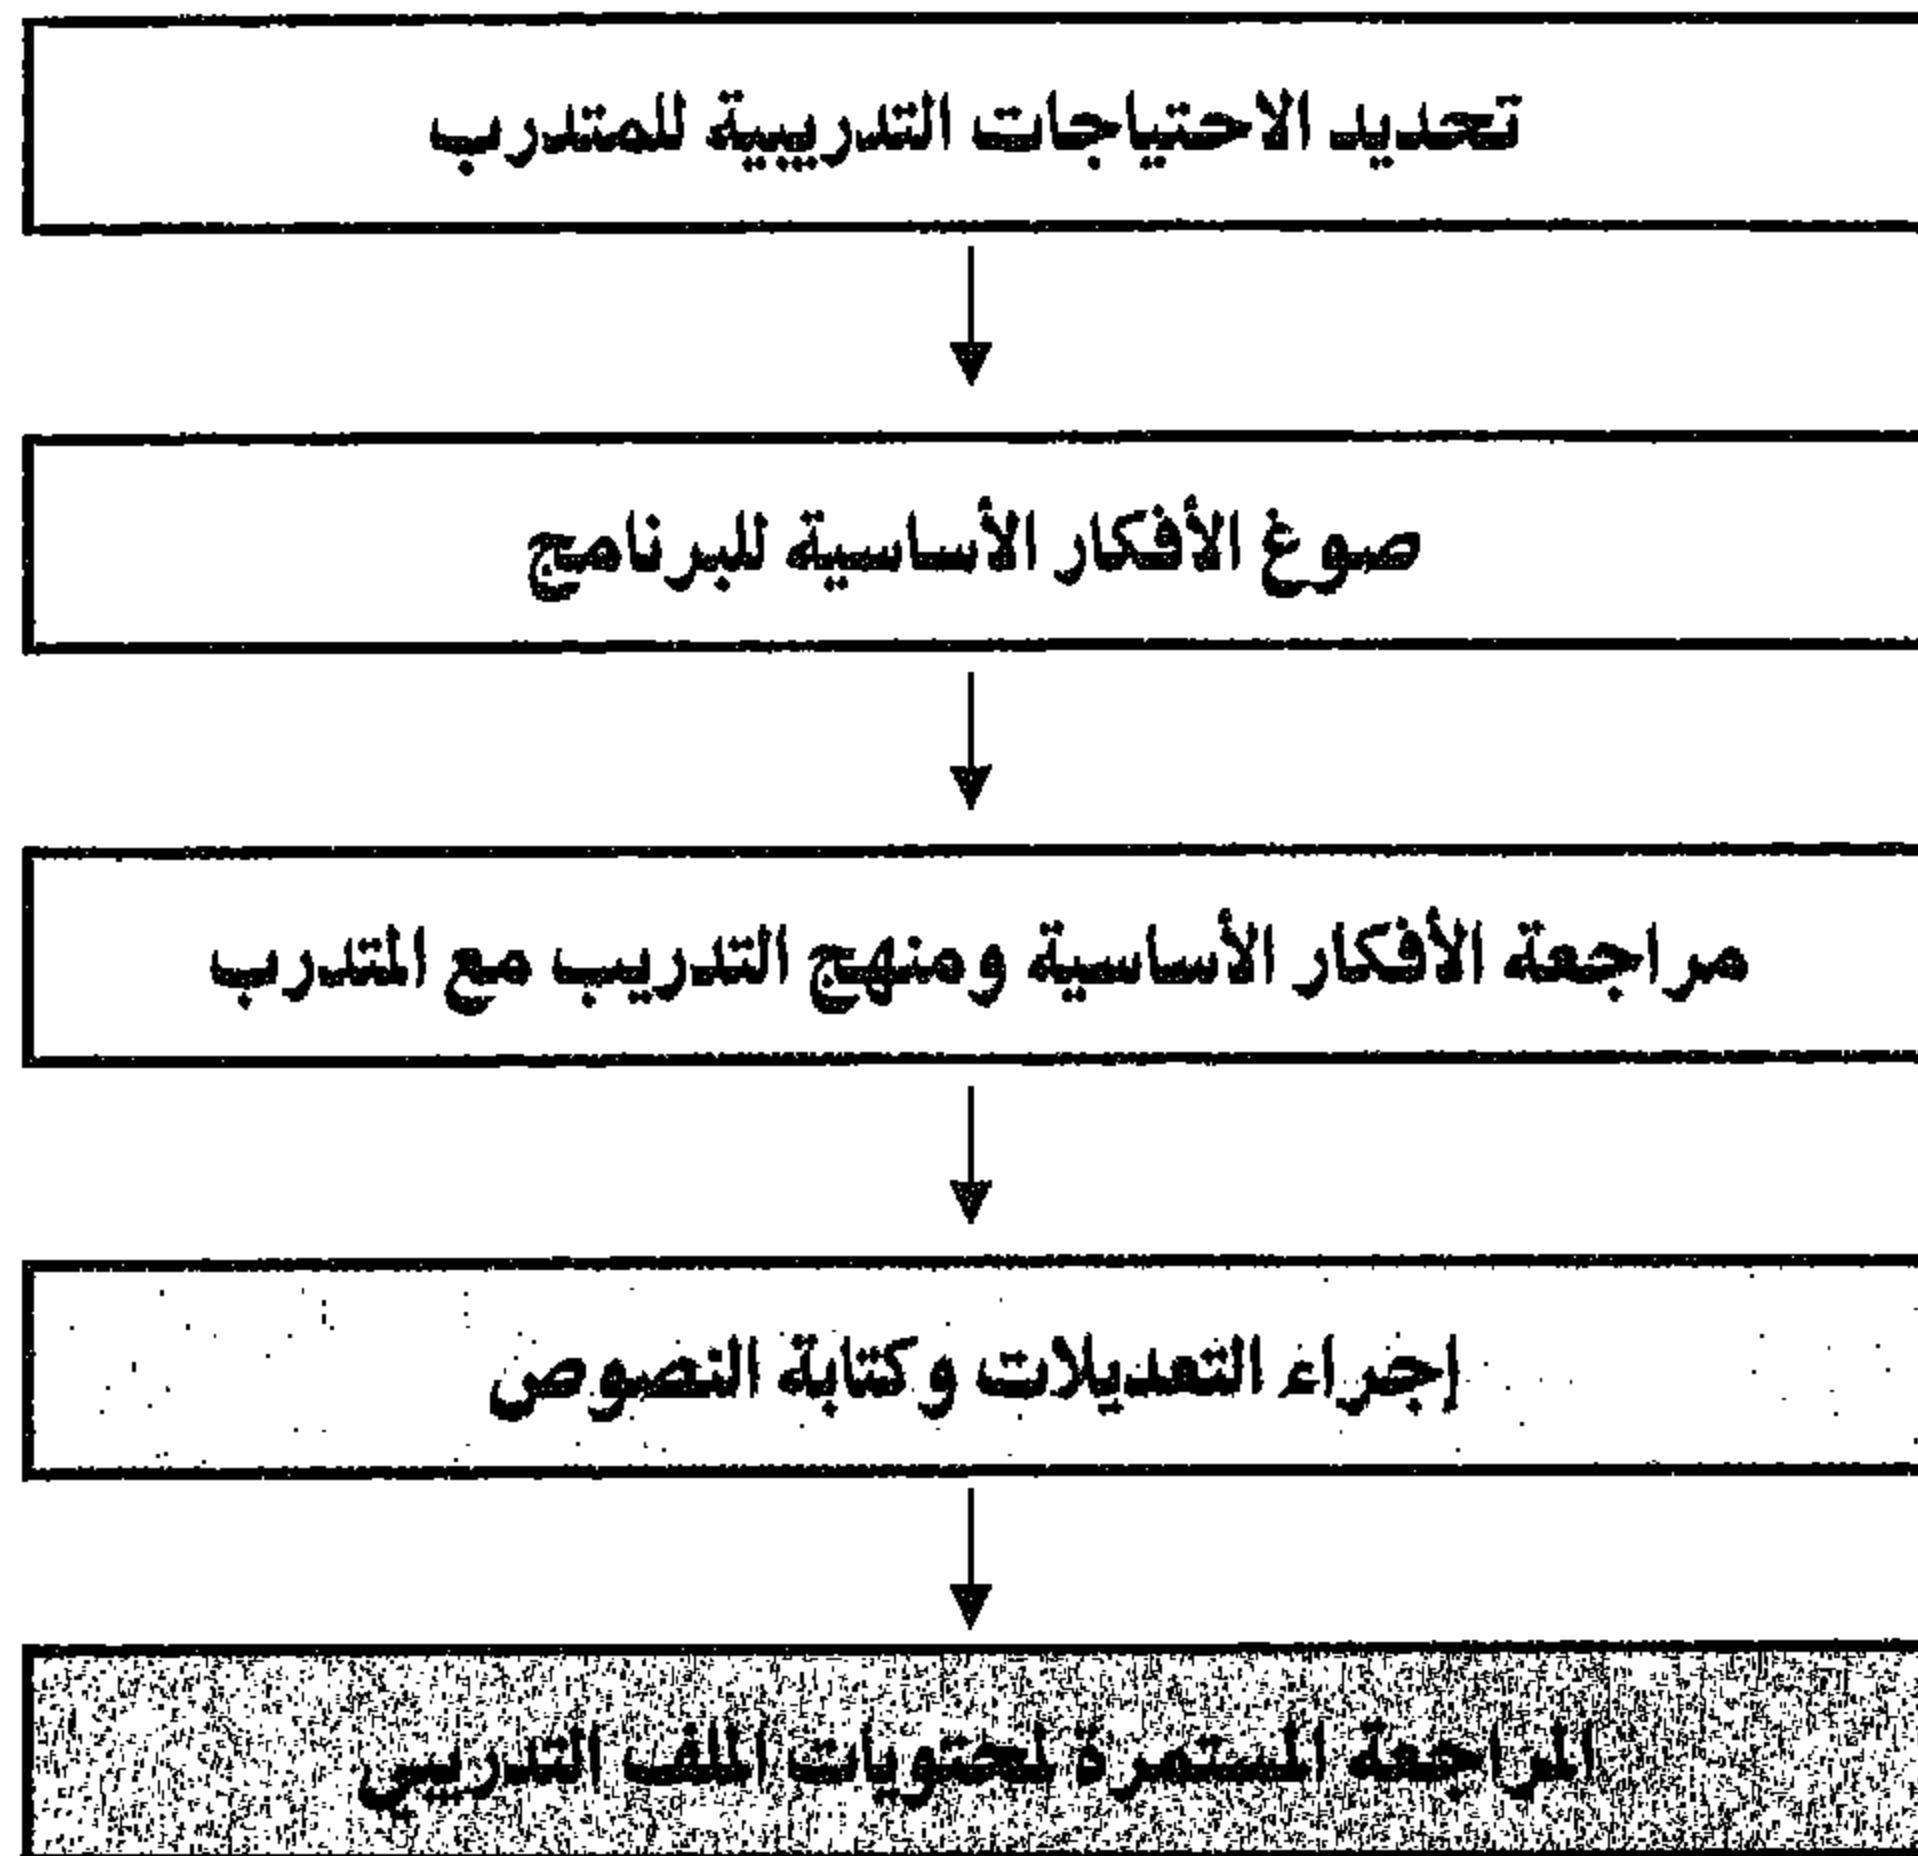 تحديد الاحتياجات التدريبية للمتدرب
صوغ الأفكار الأساسية للبرنامج
مراجعة الأفكار الأساسية ومنهج التدريب مع المتدرب
إجراء التعديلات وكتابة النصوص
المراجعة المستمرة لمحتويات الملف التدريبي